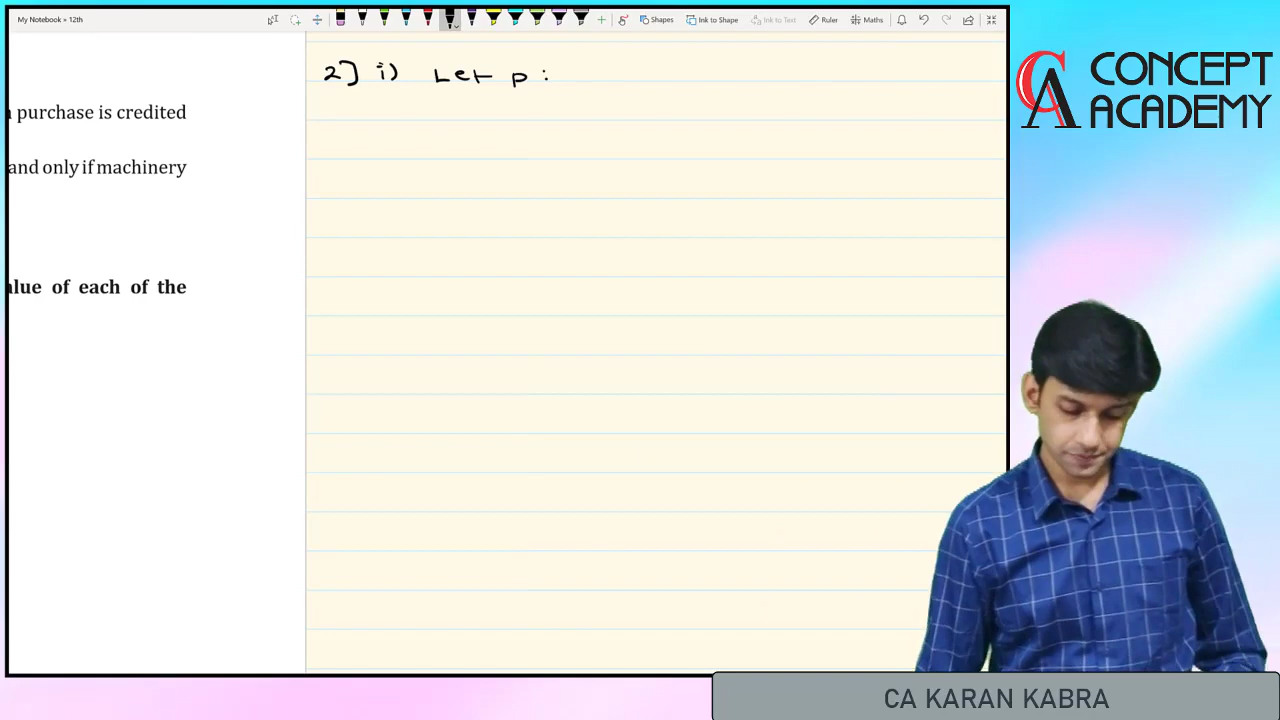 My Notebook » 12th
Shapes
Ink to Shape
Ink to Text
Ruler
Maths
2] i) Let p :
purchase is credited
and only if machinery
of each of the
CONCEPT
ACADEMY
CA KARAN KABRA